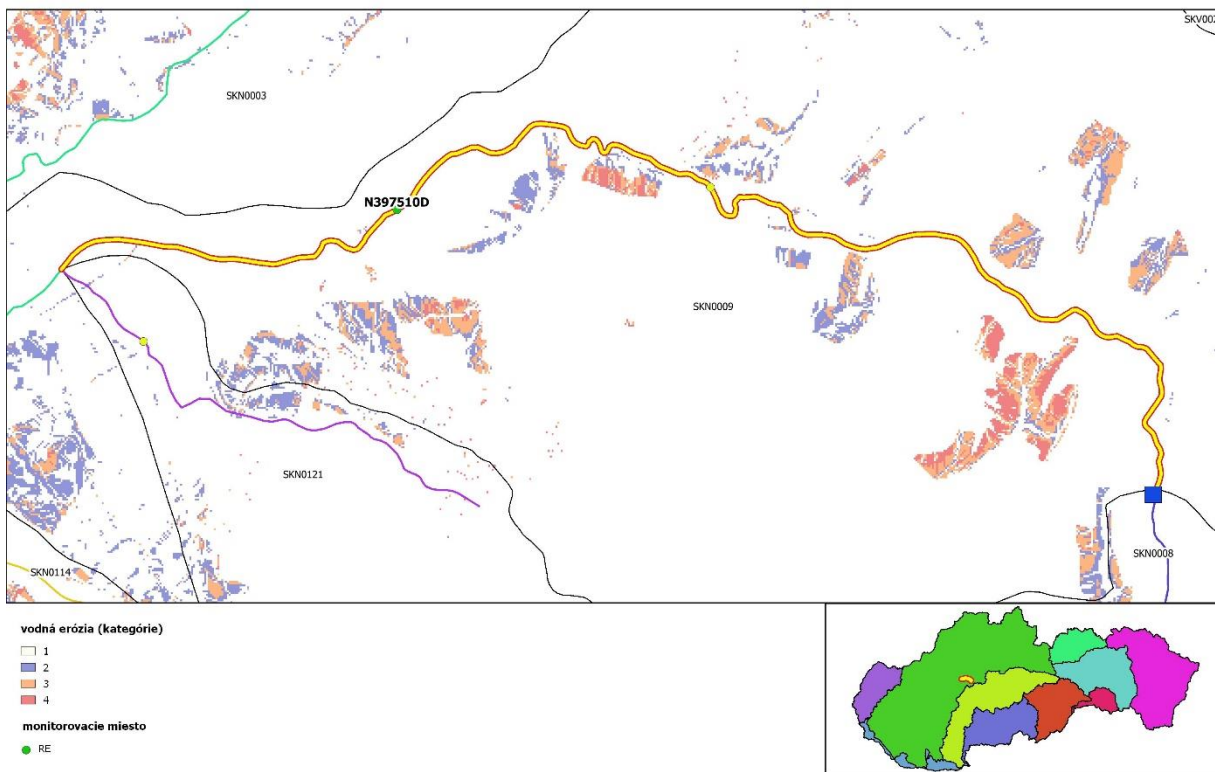 SKV002
SKN0003
N397510D
SKN0009
SKN0121
SKN0008
SKN0114
vodná erózia (kategórie)
1
2
3
4
monitorovacie miesto
RE